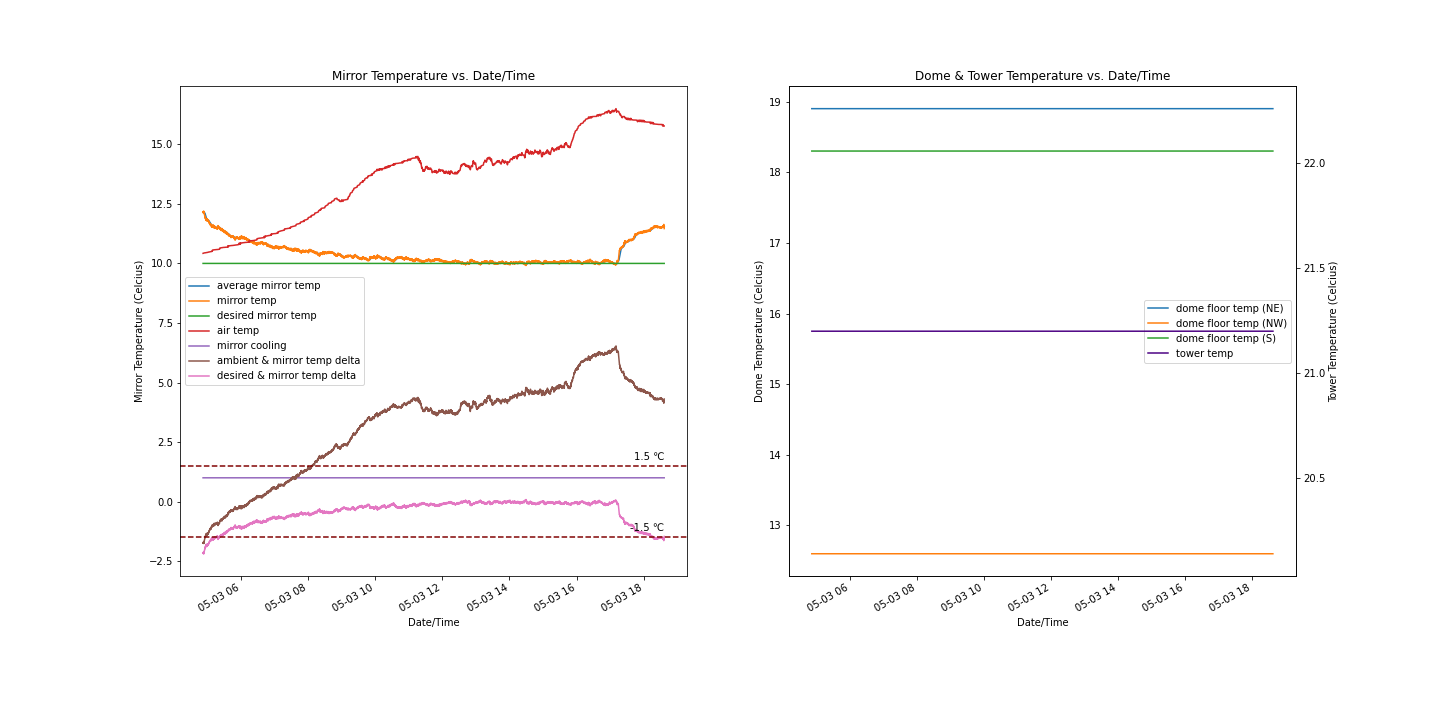 Mirror Temperature vs. Date/Time
Mirror Temperature (Celcius)
15.0
12.5
10.0
7.5
5.0
2.5
0.0
−2.5
average mirror temp
mirror temp
desired mirror temp
air temp
mirror cooling
ambient & mirror temp delta
desired & mirror temp delta
1.5 °C
-1.5 °C
05-03 06
05-03 08
05-03 10
05-03 12
05-03 14
05-03 16
05-03 18
Date/Time
Dome & Tower Temperature vs. Date/Time
Dome Temperature (Celcius)
19
18
17
16
15
14
13
dome floor temp (NE)
dome floor temp (NW)
dome floor temp (S)
tower temp
22.0
21.5
21.0
20.5
Tower Temperature (Celcius)
05-03 06
05-03 08
05-03 10
05-03 12
05-03 14
05-03 16
05-03 18
Date/Time